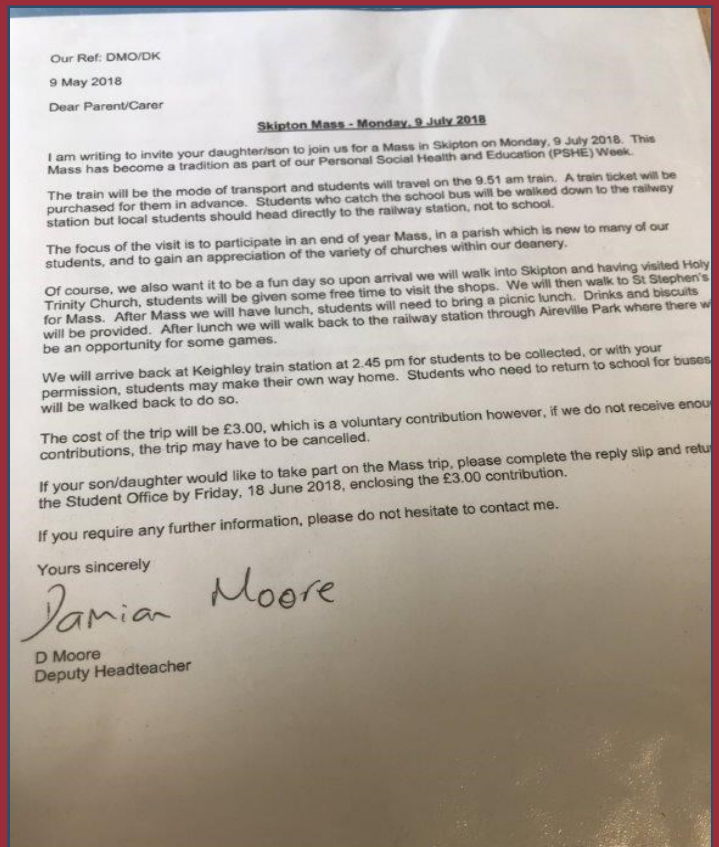 Our Ref: DMO/DK
9 May 2018
Dear Parent/Carer
Skipton Mass - Monday, 9 July 2018
I am writing to invite your daughter/son to join us for a Mass in Skipton on Monday, 9 July 2018. This
Mass has become a tradition as part of our Personal Social Health and Education (PSHE) Week.
The train will be the mode of transport and students will travel on the 9.51 am train. A train ticket will be
purchased for them in advance. Students who catch the school bus will be walked down to the railway
station but local students should head directly to the railway station, not to school.
The focus of the visit is to participate in an end of year Mass, in a parish which is new to many of our
students, and to gain an appreciation of the variety of churches within our deanery.
Of course, we also want it to be a fun day so upon arrival we will walk into Skipton and having visited Holy
Trinity Church, students will be given some free time to visit the shops. We will then walk to St Stephen's
for Mass. After Mass we will have lunch, students will need to bring a picnic lunch. Drinks and biscuits
will be provided. After lunch we will walk back to the railway station through Aireville Park where there w
be an opportunity for some games.
We will arrive back at Keighley train station at 2.45 pm for students to be collected, or with your
permission, students may make their own way home. Students who need to return to school for buses
will be walked back to do so.
The cost of the trip will be £3.00, which is a voluntary contribution however, if we do not receive enou
contributions, the trip may have to be cancelled.
If your son/daughter would like to take part on the Mass trip, please complete the reply slip and retu
the Student Office by Friday, 18 June 2018, enclosing the £3.00 contribution.
If you require any further information, please do not hesitate to contact me.
Yours sincerely
Damian Moore
D Moore
Deputy Headteacher